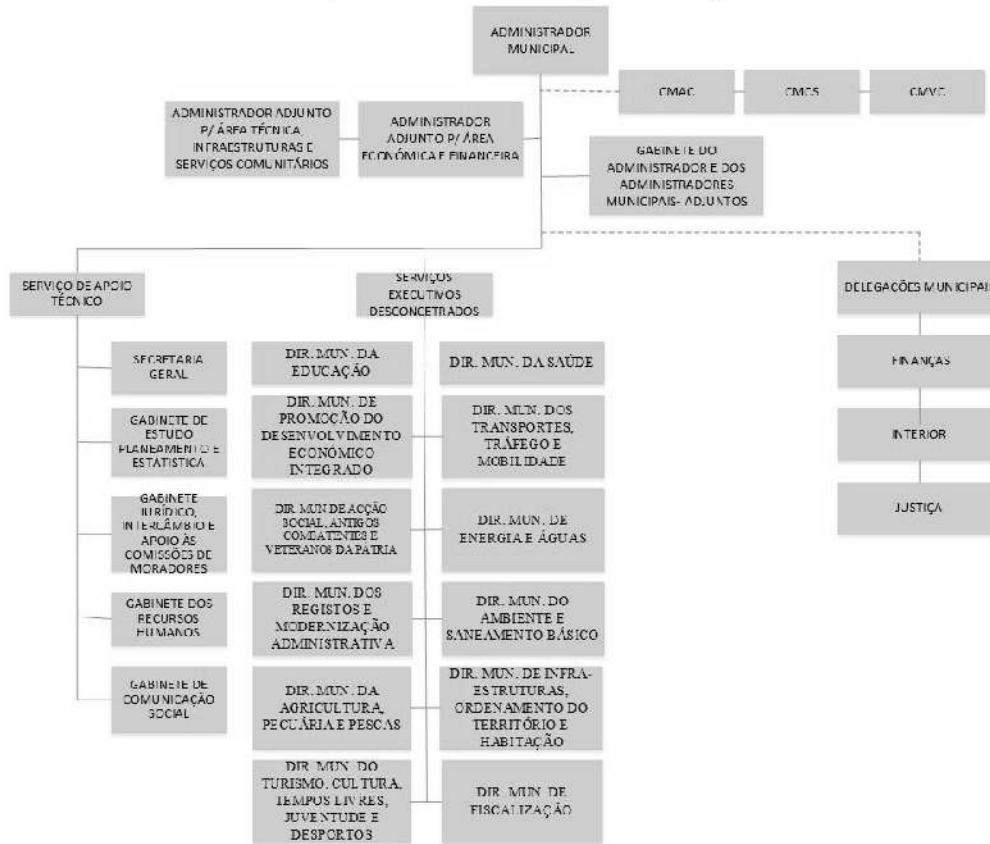 ADMINISTRADOR
MUNICIPAL
CMAC
CMCS
CMVC
ADMINISTRADOR ADJUNTO
P/ ÁREA TÉCNICA
INFRAESTRUTURAS E
SERVIÇOS COMUNITÁRIOS
ADMINISTRADOR
ADJUNTO P/ ÁREA
ECONÓMICA E FINANCEIRA
GABINETE DO
ADMINISTRADOR E DOS
ADMINISTRADORES
MUNICIPAIS- ADJUNTOS
SERVIÇO DE APOIO
TÉCNICO
SERVIÇOS
EXECUTIVOS
DESCONCETRADOS
DELEGAÇÕES MUNICIPAIS
SECRETARIA
GERAL
DIR. MUN. DA
EDUCAÇÃO
DIR. MUN. DA SAÚDE
FINANÇAS
GABINETE DE
ESTUDO
PLANEAMENTO E
ESTATISTICA
DIR. MUN. DE
PROMOÇÃO DO
DESENVOLVIMENTO
ECONÓMICO
INTEGRADO
DIR. MUN. DOS
TRANSPORTES,
TRÁFEGO E
MOBILIDADE
INTERIOR
GABINETE
JURÍDICO,
INTERCÂMBIO E
APOIO ÀS
COMISSÕES DE
MORADORES
DIR. MUN DE ACÇÃO
SOCIAL, ANTIGOS
COMBATENTES E
VETERANOS DA PÁTRIA
DIR. MUN. DE
ENERGIA E ÁGUAS
JUSTIÇA
GABINETE DOS
RECURSOS
HUMANOS
DIR. MUN. DOS
REGISTOS E
MODERNIZAÇÃO
ADMINISTRATIVA
DIR. MUN. DO
AMBIENTE E
SANEAMENTO BÁSICO
GABINETE DE
COMUNICAÇÃO
SOCIAL
DIR. MUN. DA
AGRICULTURA,
PECUÁRIA E PESCAS
DIR. MUN. DE INFRA-
ESTRUTURAS,
ORDENAMENTO DO
TERRITÓRIO E
HABITAÇÃO
DIR. MUN. DO
TURISMO, CULTURA,
TEMPOS LIVRES,
JUVENTUDE E
DESPORTOS
DIR. MUN. DE
FISCALIZAÇÃO